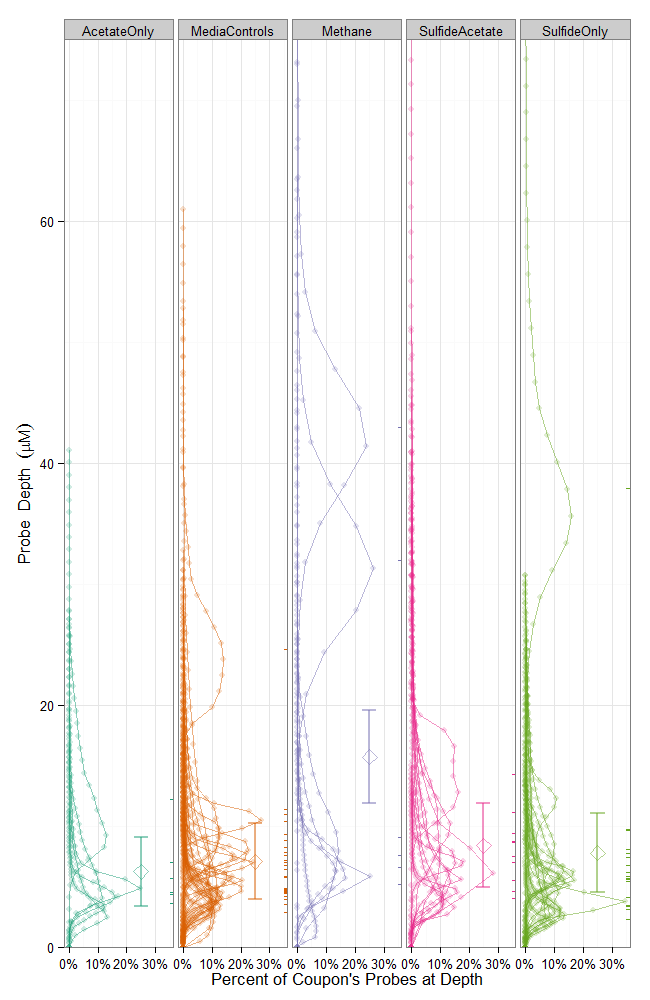 AcetateOnly MediaControls Methane SulfideAcetate SulfideOnly
60
40
20
0
Probe Depth (μM)
0% 10% 20% 30% 0% 10% 20% 30% 0% 10% 20% 30% 0% 10% 20% 30% 0% 10% 20% 30%
Percent of Coupon's Probes at Depth